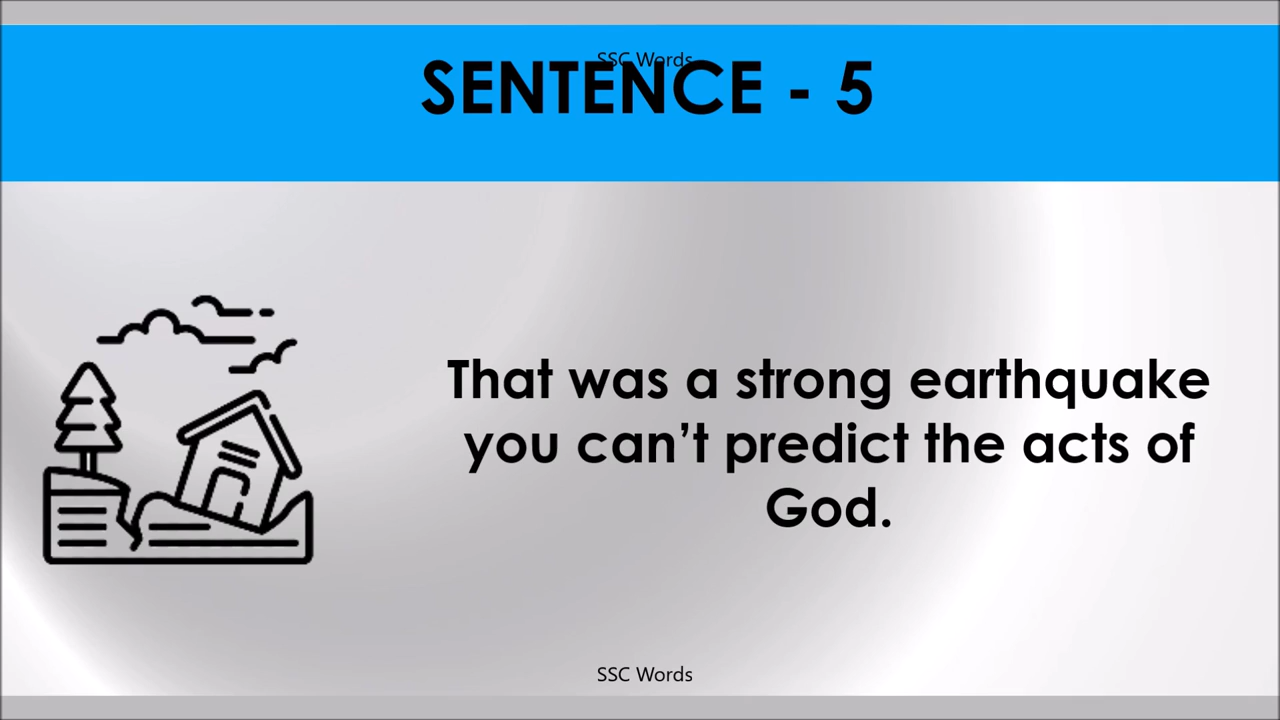 SSC Words
SENTENCE - 5
That was a strong earthquake
you can’t predict the acts of
God.
SSC Words